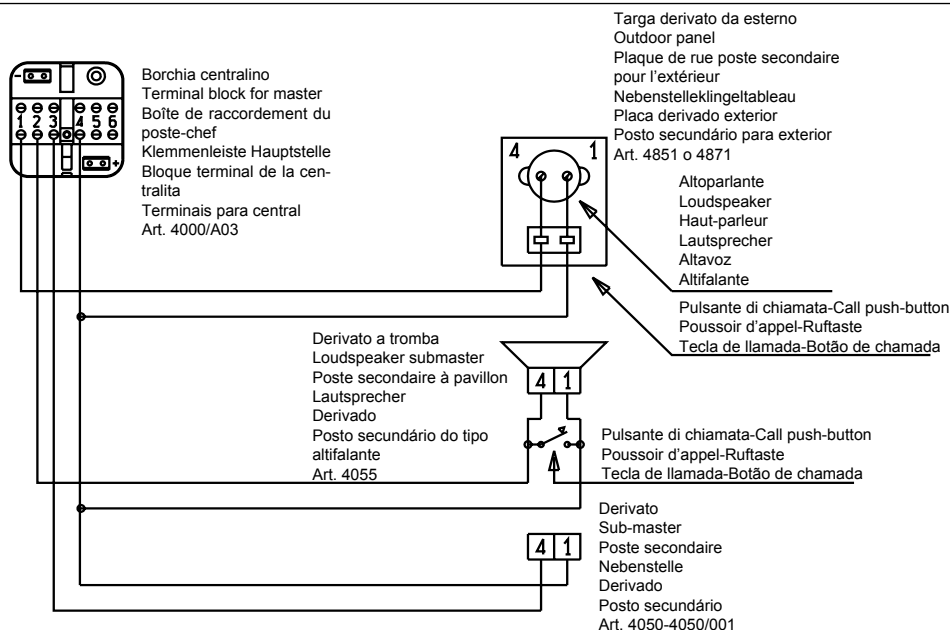 Targa derivato da esterno
Outdoor panel
Plaque de rue poste secondaire
pour l'extérieur
Nebenstelleklingeltableau
Placa derivado exterior
Posto secundário para exterior
Art. 4851 o 4871
Borchia centralino
Terminal block for master
Boîte de raccordement du
poste-chef
Klemmenleiste Hauptstelle
Bloque terminal de la cen-
tralita
Terminais para central
Art. 4000/A03
-
1 2 3 4 5 6
+
4 1
Altoparlante
Loudspeaker
Haut-parleur
Lautsprecher
Altavoz
Altifalante
Pulsante di chiamata-Call push-button
Poussoir d'appel-Ruftaste
Tecla de llamada-Botão de chamada
Derivato a tromba
Loudspeaker submaster
Poste secondaire à pavillon
Lautsprecher
Derivado
Posto secundário do tipo
altifalante
Art. 4055
4 1
Pulsante di chiamata-Call push-button
Poussoir d'appel-Ruftaste
Tecla de llamada-Botão de chamada
4 1
Derivato
Sub-master
Poste secondaire
Nebenstelle
Derivado
Posto secundário
Art. 4050-4050/001